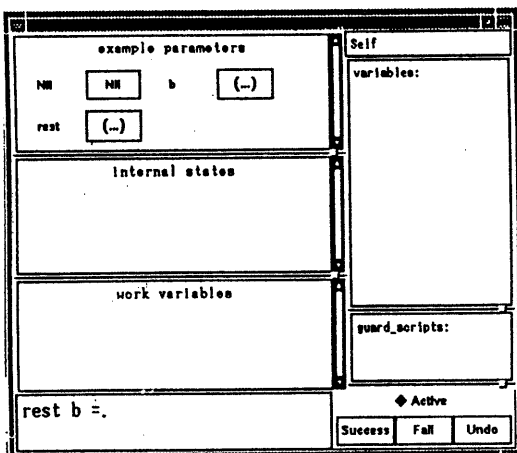 example parameters
Nil Nil b (...)
rest (...)
Internal states
work variables
rest b =.
Self
variables:
guard_scripts:
◆ Active
Success Fail Undo